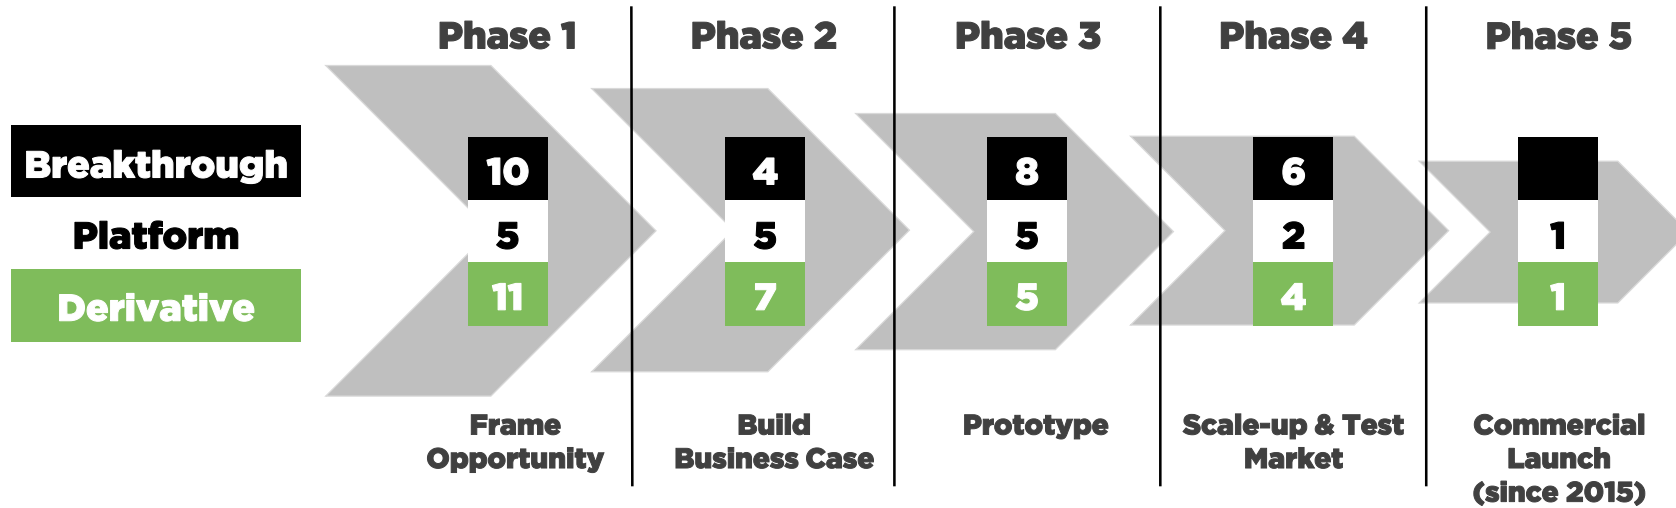 Phase 1
Phase 2
Phase 3
Phase 4
Phase 5
Breakthrough
10
4
8
6
Platform
5
5
5
2
1
Derivative
11
7
5
4
1
Frame
Opportunity
Build
Business Case
Prototype
Scale-up & Test
Market
Commercial
Launch
(since 2015)